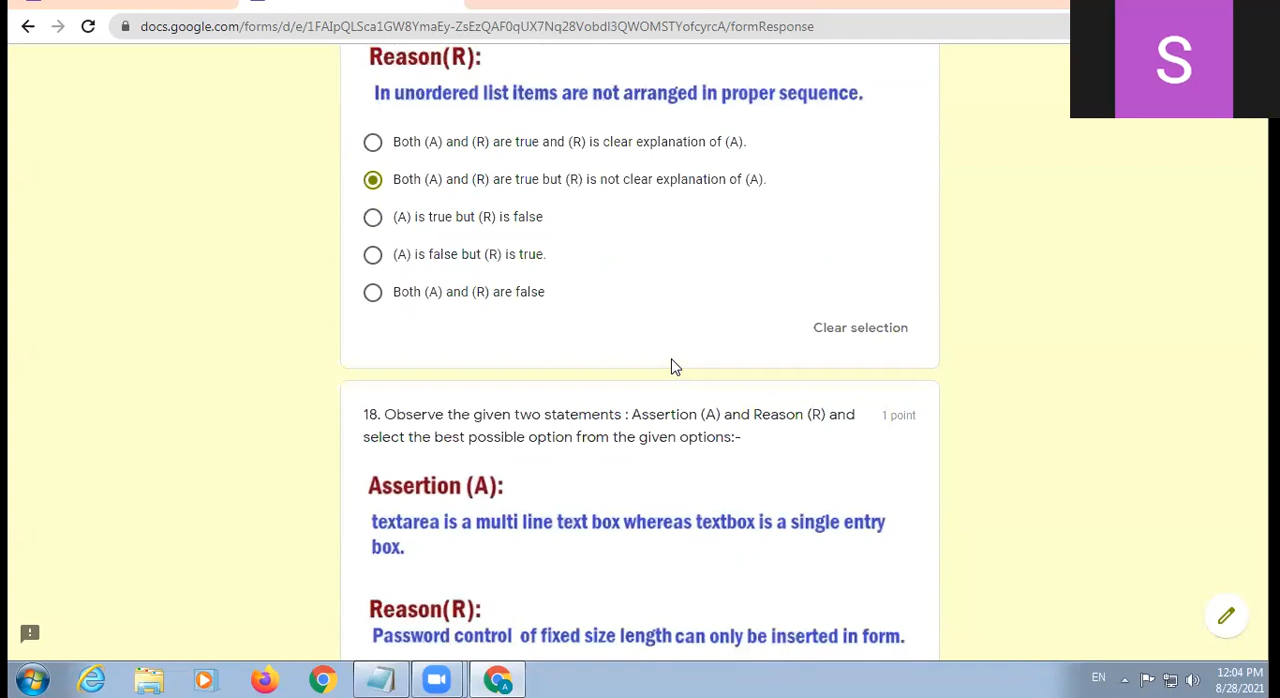 docs.google.com/forms/d/e/1FAIpQLSca1GW8YmaEy-ZsEzQAF0qUX7Nq28Vobdl3QWOMSTYofcyrcA/formResponse
S
Reason(R):
In unordered list items are not arranged in proper sequence.
Both (A) and (R) are true and (R) is clear explanation of (A).
Both (A) and (R) are true but (R) is not clear explanation of (A).
(A) is true but (R) is false
(A) is false but (R) is true.
Both (A) and (R) are false
Clear selection
18. Observe the given two statements : Assertion (A) and Reason (R) and
1 point
select the best possible option from the given options:-
Assertion (A):
textarea is a multi line text box whereas textbox is a single entry
box.
Reason(R):
Password control of fixed size length can only be inserted in form.
EN
12:04 PM
8/28/2021